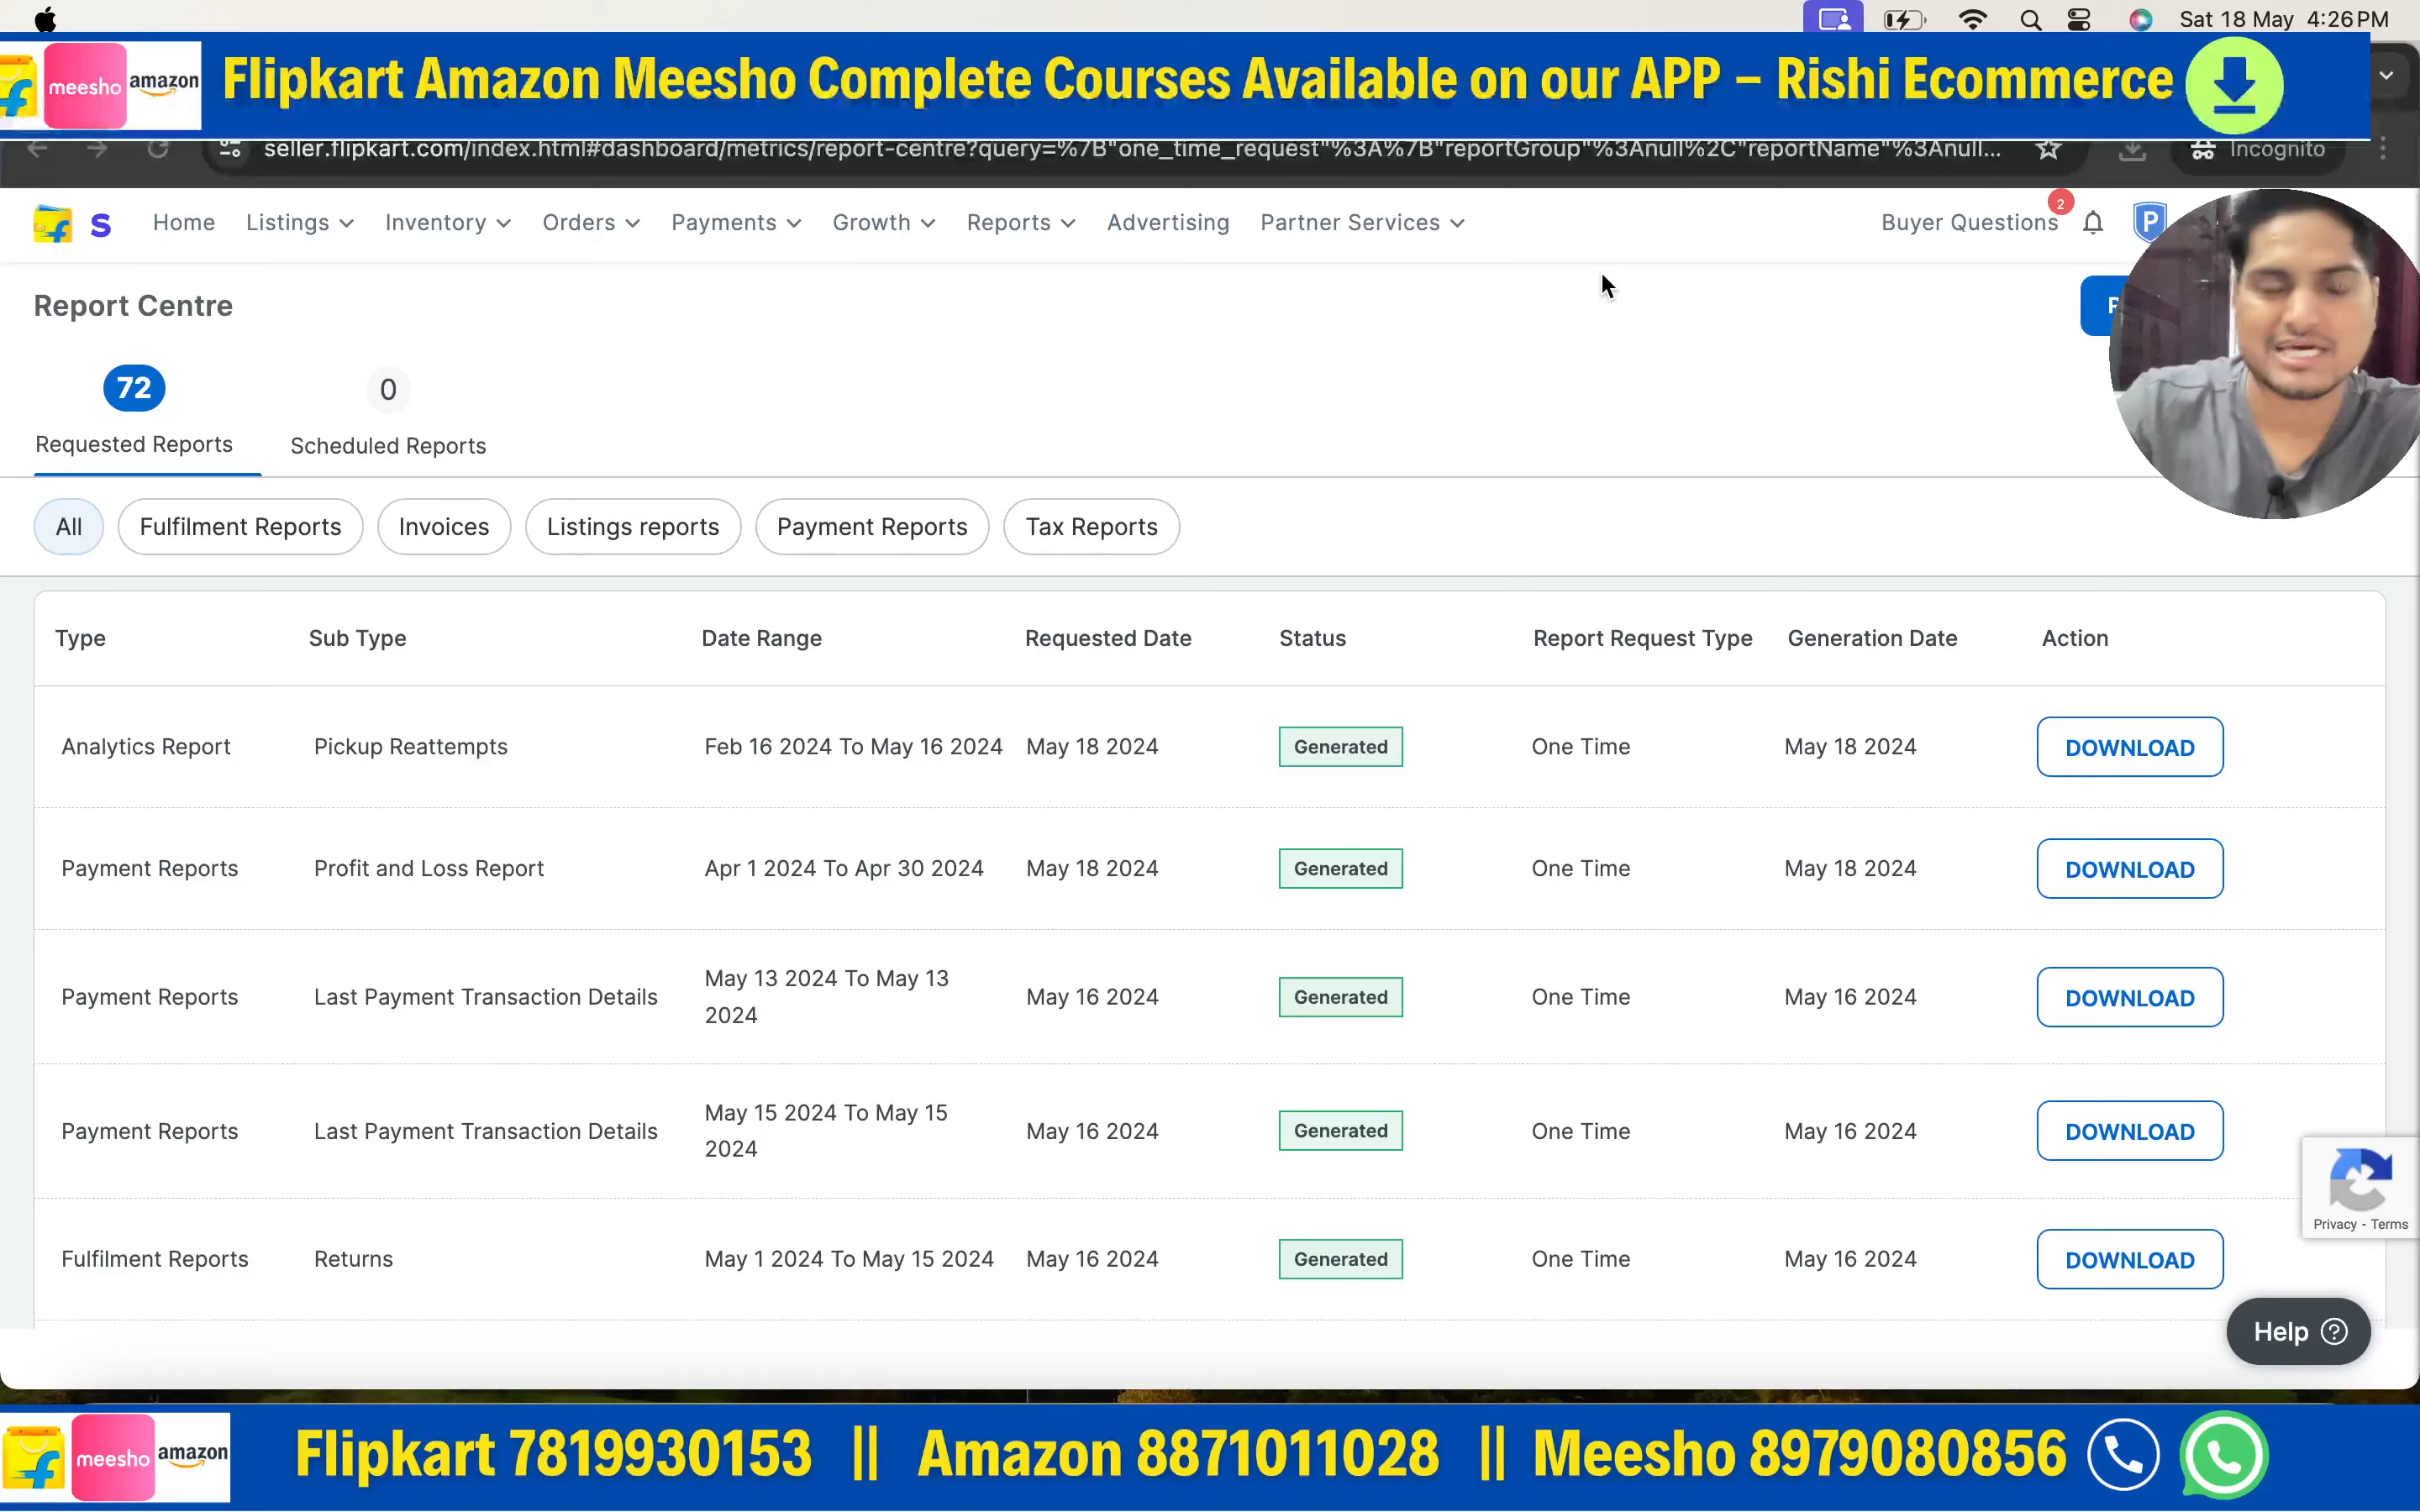 Sat 18 May 4:26 PM
meesho amazon Flipkart Amazon Meesho Complete Courses Available on our APP – Rishi Ecommerce
seller.flipkart.com/index.html#dashboard/metrics/report-centre?query=%7B"one_time_request"%3A%7B"reportGroup"%3Anull%2C"reportName"%3Anull... Incognito
S Home Listings Inventory Orders Payments Growth Reports Advertising Partner Services Buyer Questions 2 P
Report Centre
72 0
Requested Reports Scheduled Reports
All Fulfilment Reports Invoices Listings reports Payment Reports Tax Reports
Type Sub Type Date Range Requested Date Status Report Request Type Generation Date Action
Analytics Report Pickup Reattempts Feb 16 2024 To May 16 2024 May 18 2024 Generated One Time May 18 2024 DOWNLOAD
Payment Reports Profit and Loss Report Apr 1 2024 To Apr 30 2024 May 18 2024 Generated One Time May 18 2024 DOWNLOAD
Payment Reports Last Payment Transaction Details May 13 2024 To May 13
2024 May 16 2024 Generated One Time May 16 2024 DOWNLOAD
Payment Reports Last Payment Transaction Details May 15 2024 To May 15
2024 May 16 2024 Generated One Time May 16 2024 DOWNLOAD
Privacy - Terms
Fulfilment Reports Returns May 1 2024 To May 15 2024 May 16 2024 Generated One Time May 16 2024 DOWNLOAD
Help ?
meesho amazon Flipkart 7819930153 || Amazon 8871011028 || Meesho 8979080856